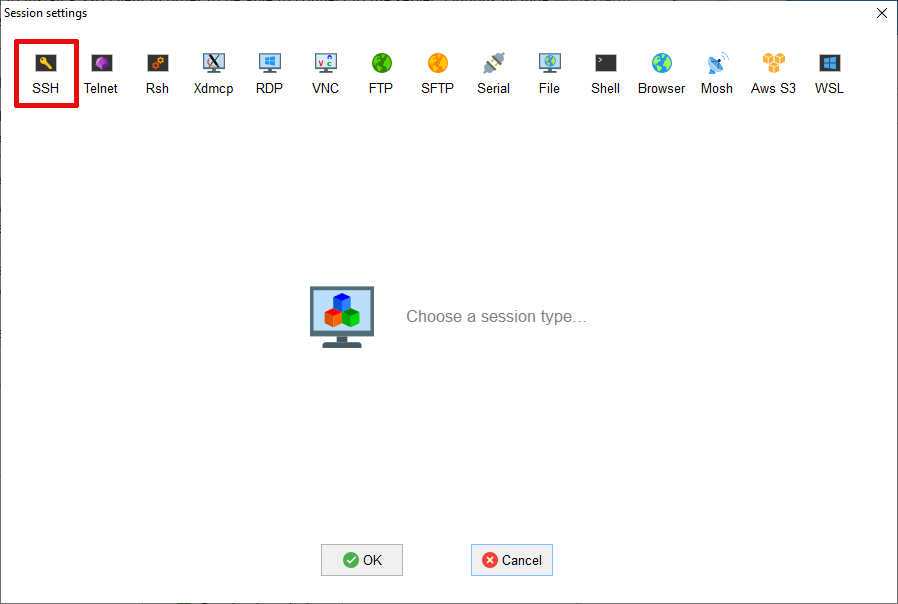 Session settings
SSH Telnet Rsh Xdmcp RDP VNC FTP SFTP Serial File Shell Browser Mosh Aws S3 WSL
Choose a session type...
OK Cancel